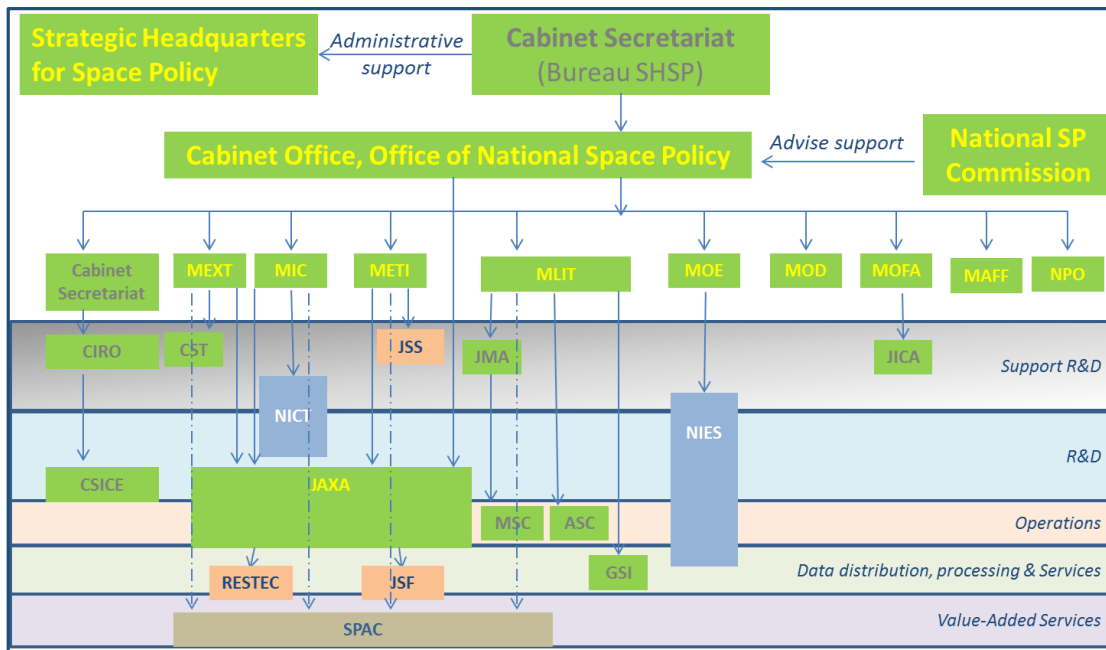 Strategic Headquarters
for Space Policy
Administrative
support
Cabinet Secretariat
(Bureau SHSP)
Cabinet Office, Office of National Space Policy
Advise support
National SP
Commission
Cabinet
Secretariat
MEXT
MIC
METI
MLIT
MOE
MOD
MOFA
MAFF
NPO
CIRO
CST
JSS
JMA
JICA
Support R&D
NICT
NIES
R&D
CSICE
JAXA
MSC
ASC
Operations
RESTEC
JSF
GSI
Data distribution, processing & Services
SPAC
Value-Added Services